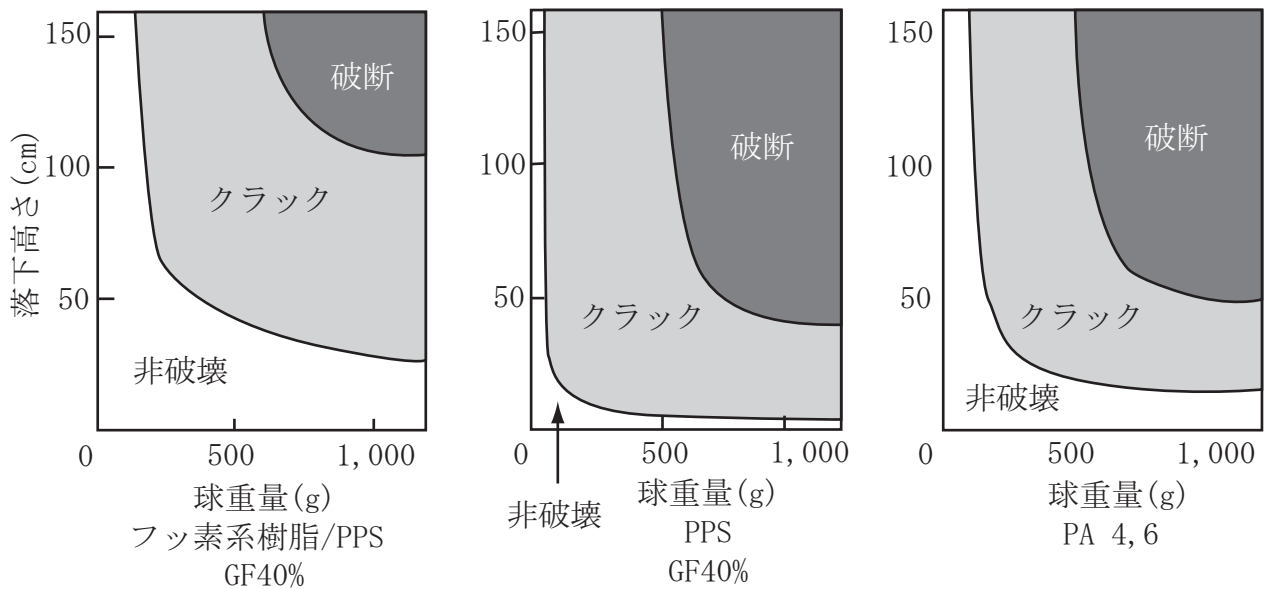 落下高さ(cm)
150
100
50
破断
クラック
非破壊
0
500
1,000
球重量(g)
フッ素系樹脂/PPS
GF40%
150
100
50
破断
クラック
0
500
1,000
非破壊
球重量(g)
PPS
GF40%
150
100
50
破断
クラック
非破壊
0
500
1,000
球重量(g)
PA 4,6